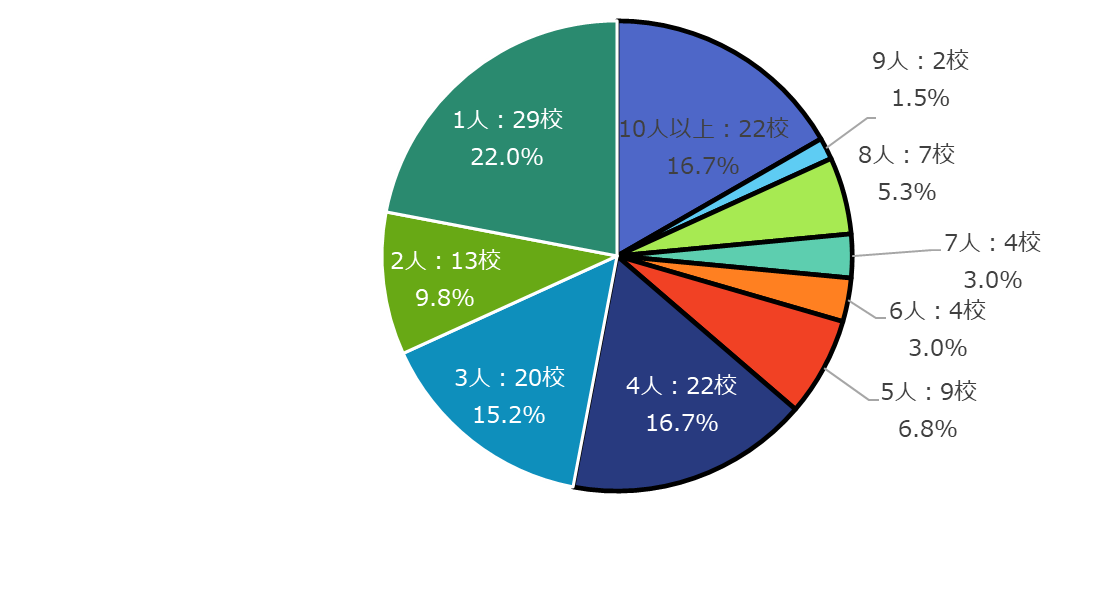 10人以上：22校
16.7%
9人：2校
1.5%
8人：7校
5.3%
7人：4校
3.0%
6人：4校
3.0%
5人：9校
6.8%
4人：22校
16.7%
3人：20校
15.2%
2人：13校
9.8%
1人：29校
22.0%